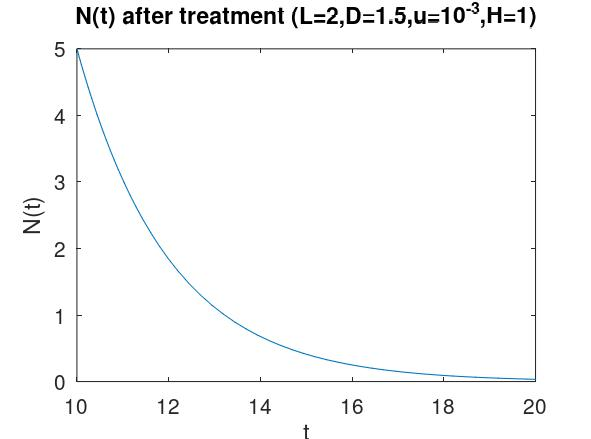 N(t) after treatment (L=2,D=1.5,u=10⁻³,H=1)
5
4
3
2
1
0
N(t)
10 12 14 16 18 20
t